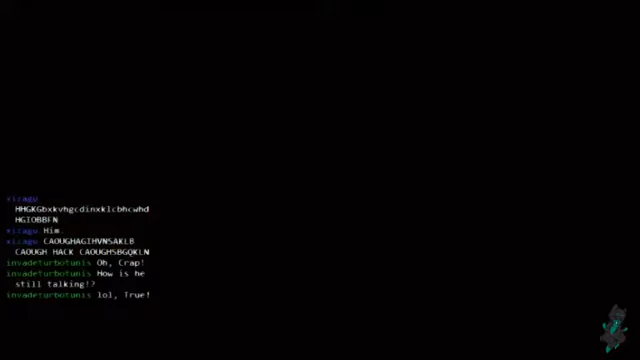 xizagu
HHGKGbxkvhgcdinxklcbhcwhd
HGIOBBFN
xizagu Him.
xizagu CAOUGHAGIHVNSAKLB
CAOUGH HACK CAOUGHSBGQKLN
invadeturbotunis Oh, Crap!
invadeturbotunis How is he
still talking!?
invadeturbotunis lol, True!